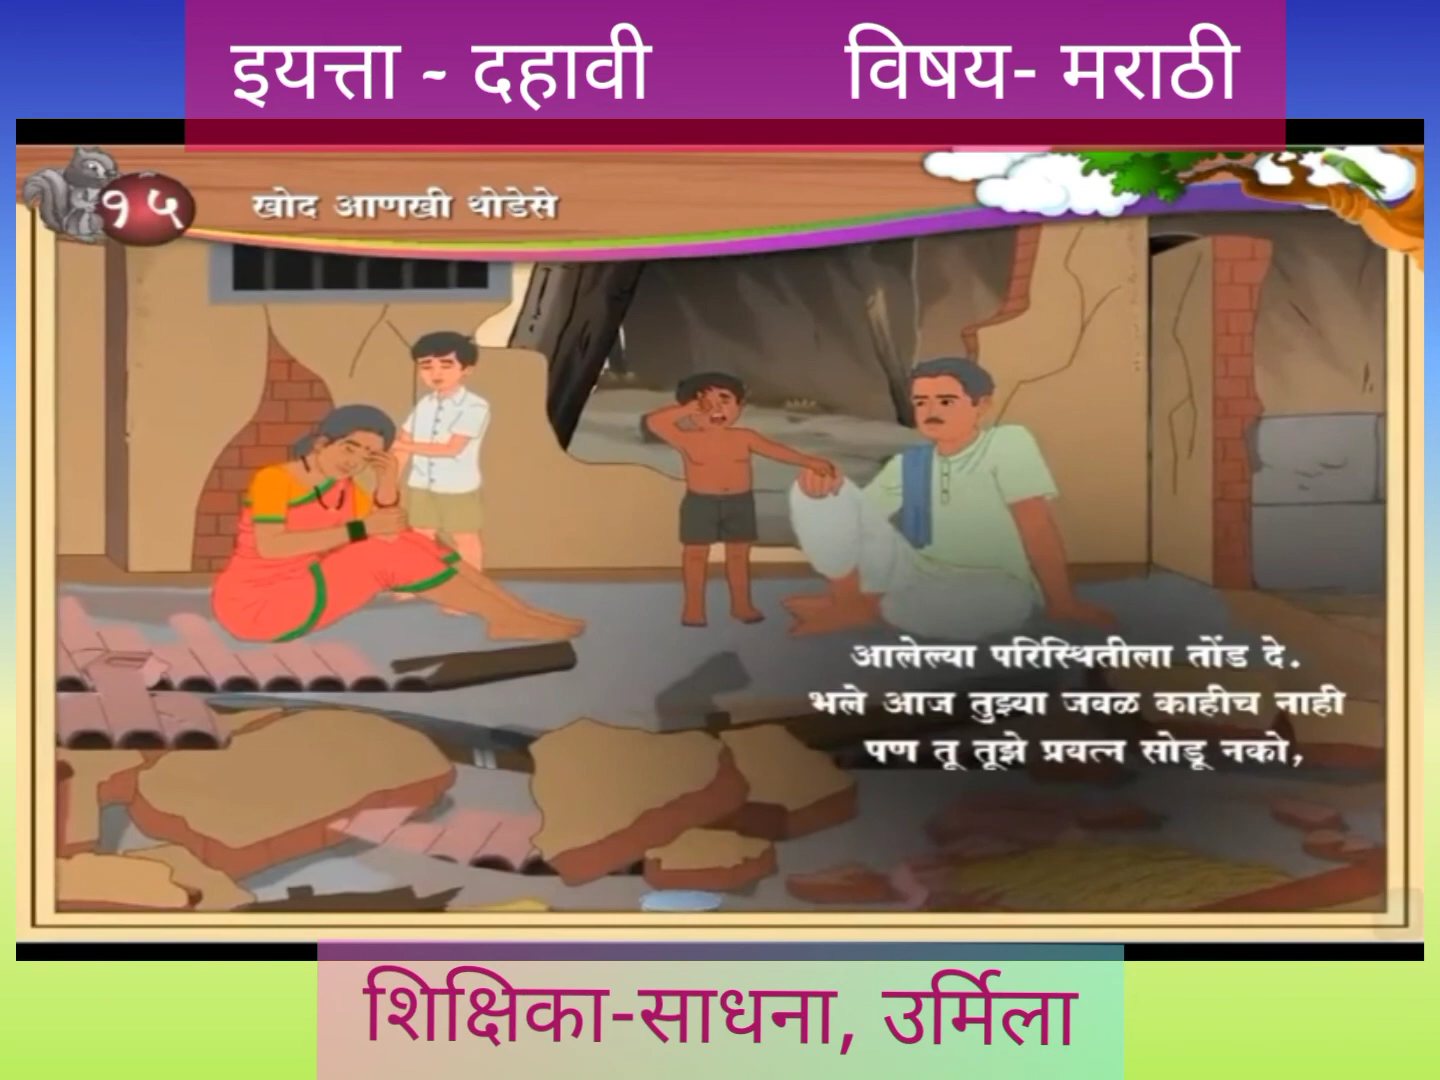 इयत्ता - दहावी विषय- मराठी
१५ खोद आणखी थोडेसे
आलेल्या परिस्थितीला तोंड दे.
भले आज तुझ्या जवळ काहीच नाही
पण तू तूझे प्रयत्न सोडू नको,
शिक्षिका-साधना, उर्मिला